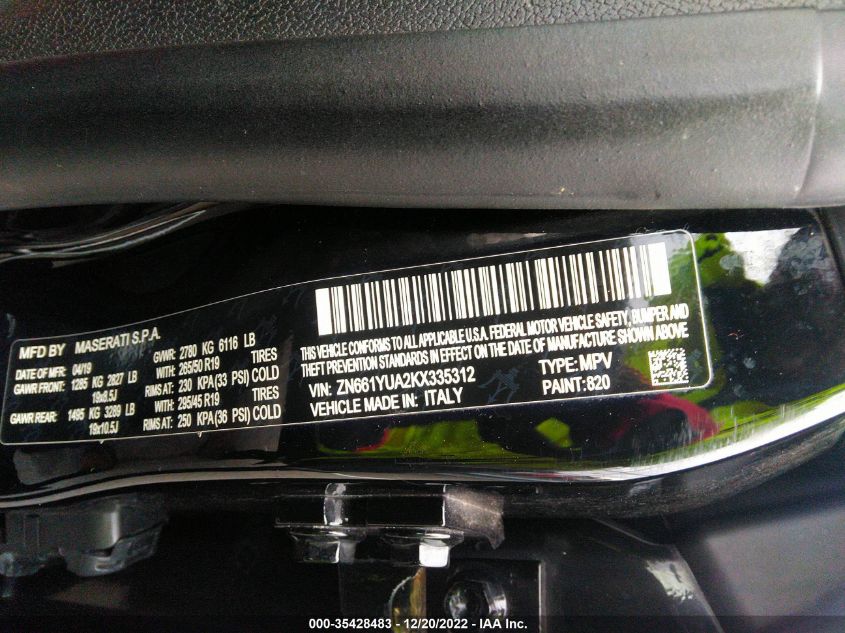 MFD BY MASERATI S.P.A.
DATE OF MFR: 04/19 GVWR: 2780 KG 6116 LB
GAWR FRONT: 1285 KG 2827 LB WITH: 265/50 R19 TIRES
19x8.5J RIMS AT: 230 KPA (33 PSI) COLD
GAWR REAR: 1495 KG 3289 LB WITH: 295/45 R19 TIRES
19x10.5J RIMS AT: 250 KPA (36 PSI) COLD
THIS VEHICLE CONFORMS TO ALL APPLICABLE U.S.A. FEDERAL MOTOR VEHICLE SAFETY, BUMPER AND
THEFT PREVENTION STANDARDS IN EFFECT ON THE DATE OF MANUFACTURE SHOWN ABOVE
VIN: ZN661YUA2KX335312 TYPE: MPV
VEHICLE MADE IN: ITALY PAINT: 820
000-35428483 - 12/20/2022 - IAA Inc.